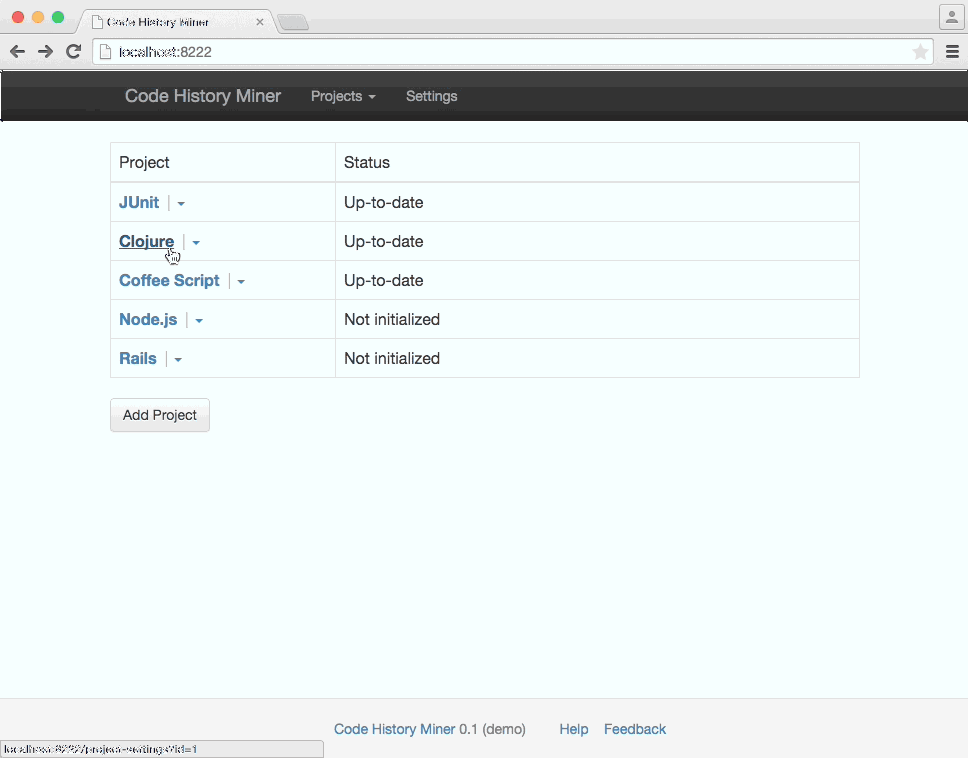 Code History Miner
localhost:8222
Code History Miner Projects Settings
Project Status
JUnit Up-to-date
Clojure Up-to-date
Coffee Script Up-to-date
Node.js Not initialized
Rails Not initialized
Add Project
Code History Miner 0.1 (demo) Help Feedback
localhost:8222/project-settings?id=1